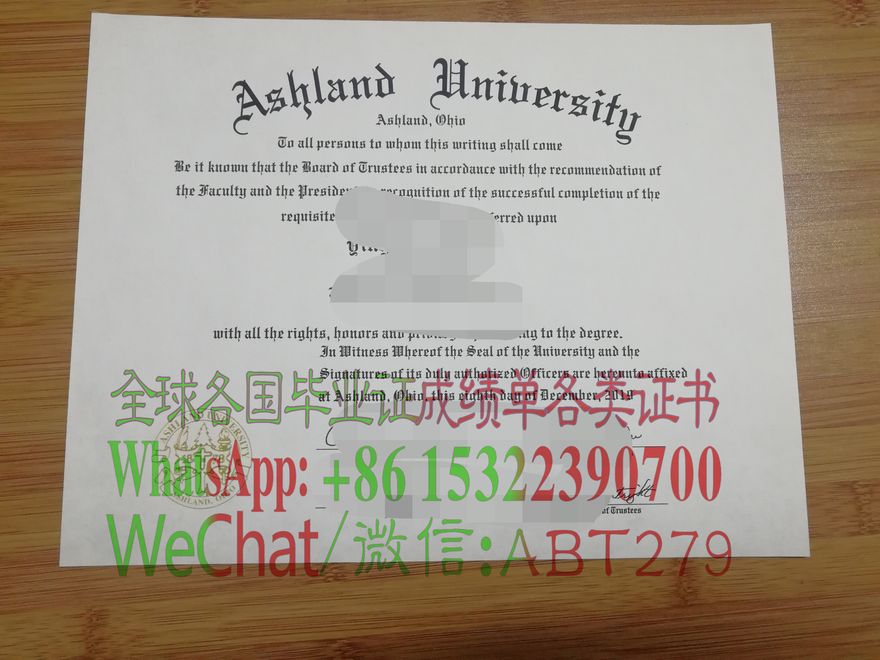 Ashland University
Ashland, Ohio
To all persons to whom this writing shall come
Be it known that the Board of Trustees in accordance with the recommendation of
the Faculty and the President recognition of the successful completion of the
requisite erred upon
with all the rights, honors and to the degree.
In Witness Whereof the Seal of the University and the
Signatures of its duly authorized Officers are hereunto affixed
at Ashland, Ohio, this eighth day of December, 2019
全球各国毕业证成绩单各类证书
WhatsApp: +86 15322390700
of Trustees
WeChat/微信:ABT279